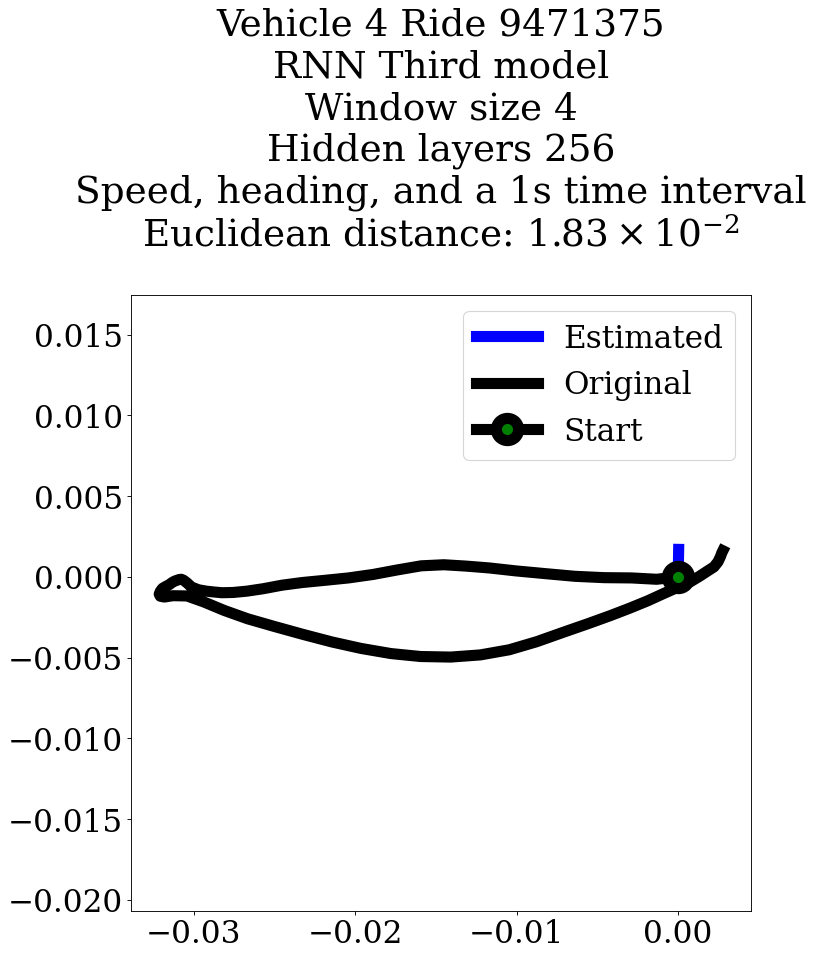 Vehicle 4 Ride 9471375
RNN Third model
Window size 4
Hidden layers 256
Speed, heading, and a 1s time interval
Euclidean distance: 1.83 × 10⁻²
Estimated
Original
Start
0.015
0.010
0.005
0.000
−0.005
−0.010
−0.015
−0.020
−0.03 −0.02 −0.01 0.00